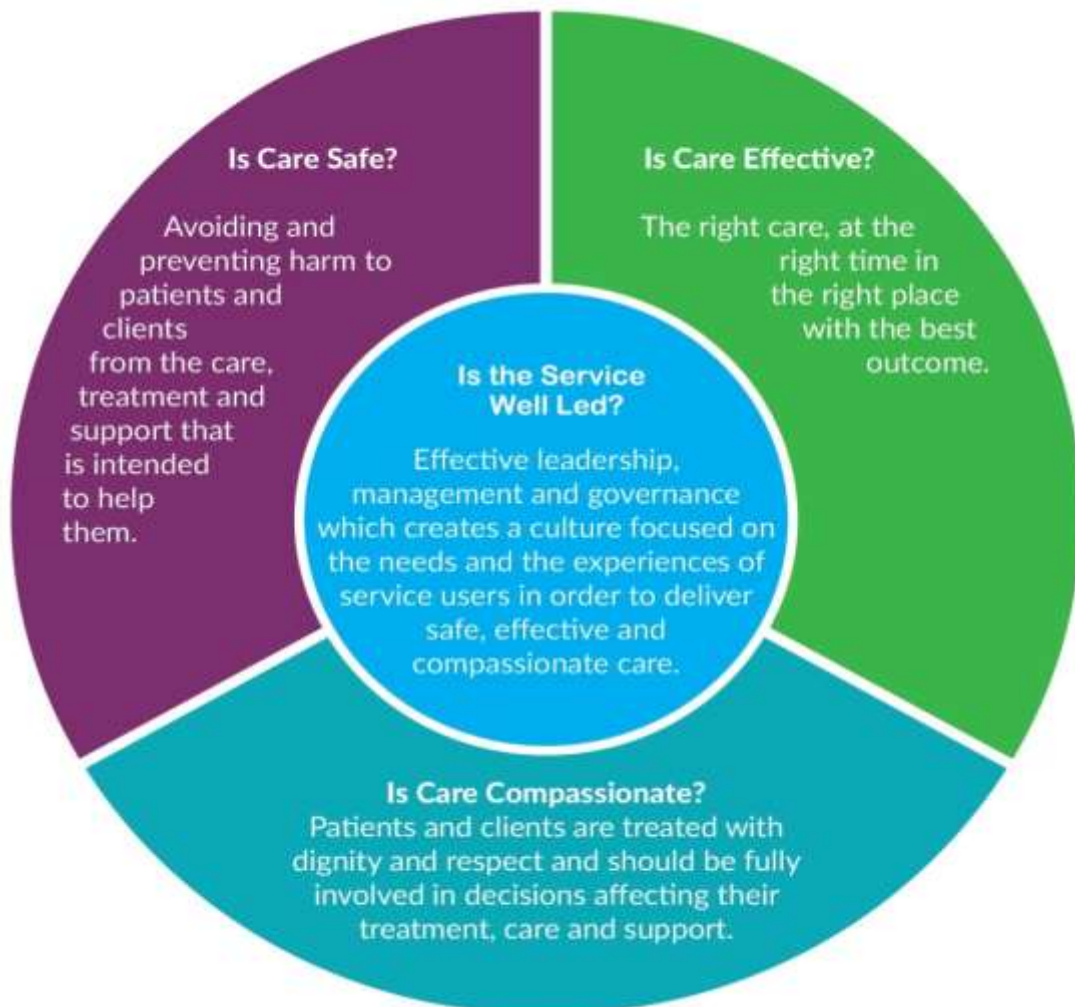 Is Care Safe?
Avoiding and
preventing harm to
patients and
clients
from the care,
treatment and
support that
is intended
to help
them.
Is Care Effective?
The right care, at the
right time in
the right place
with the best
outcome.
Is the Service
Well Led?
Effective leadership,
management and governance
which creates a culture focused on
the needs and the experiences of
service users in order to deliver
safe, effective and
compassionate care.
Is Care Compassionate?
Patients and clients are treated with
dignity and respect and should be fully
involved in decisions affecting their
treatment, care and support.